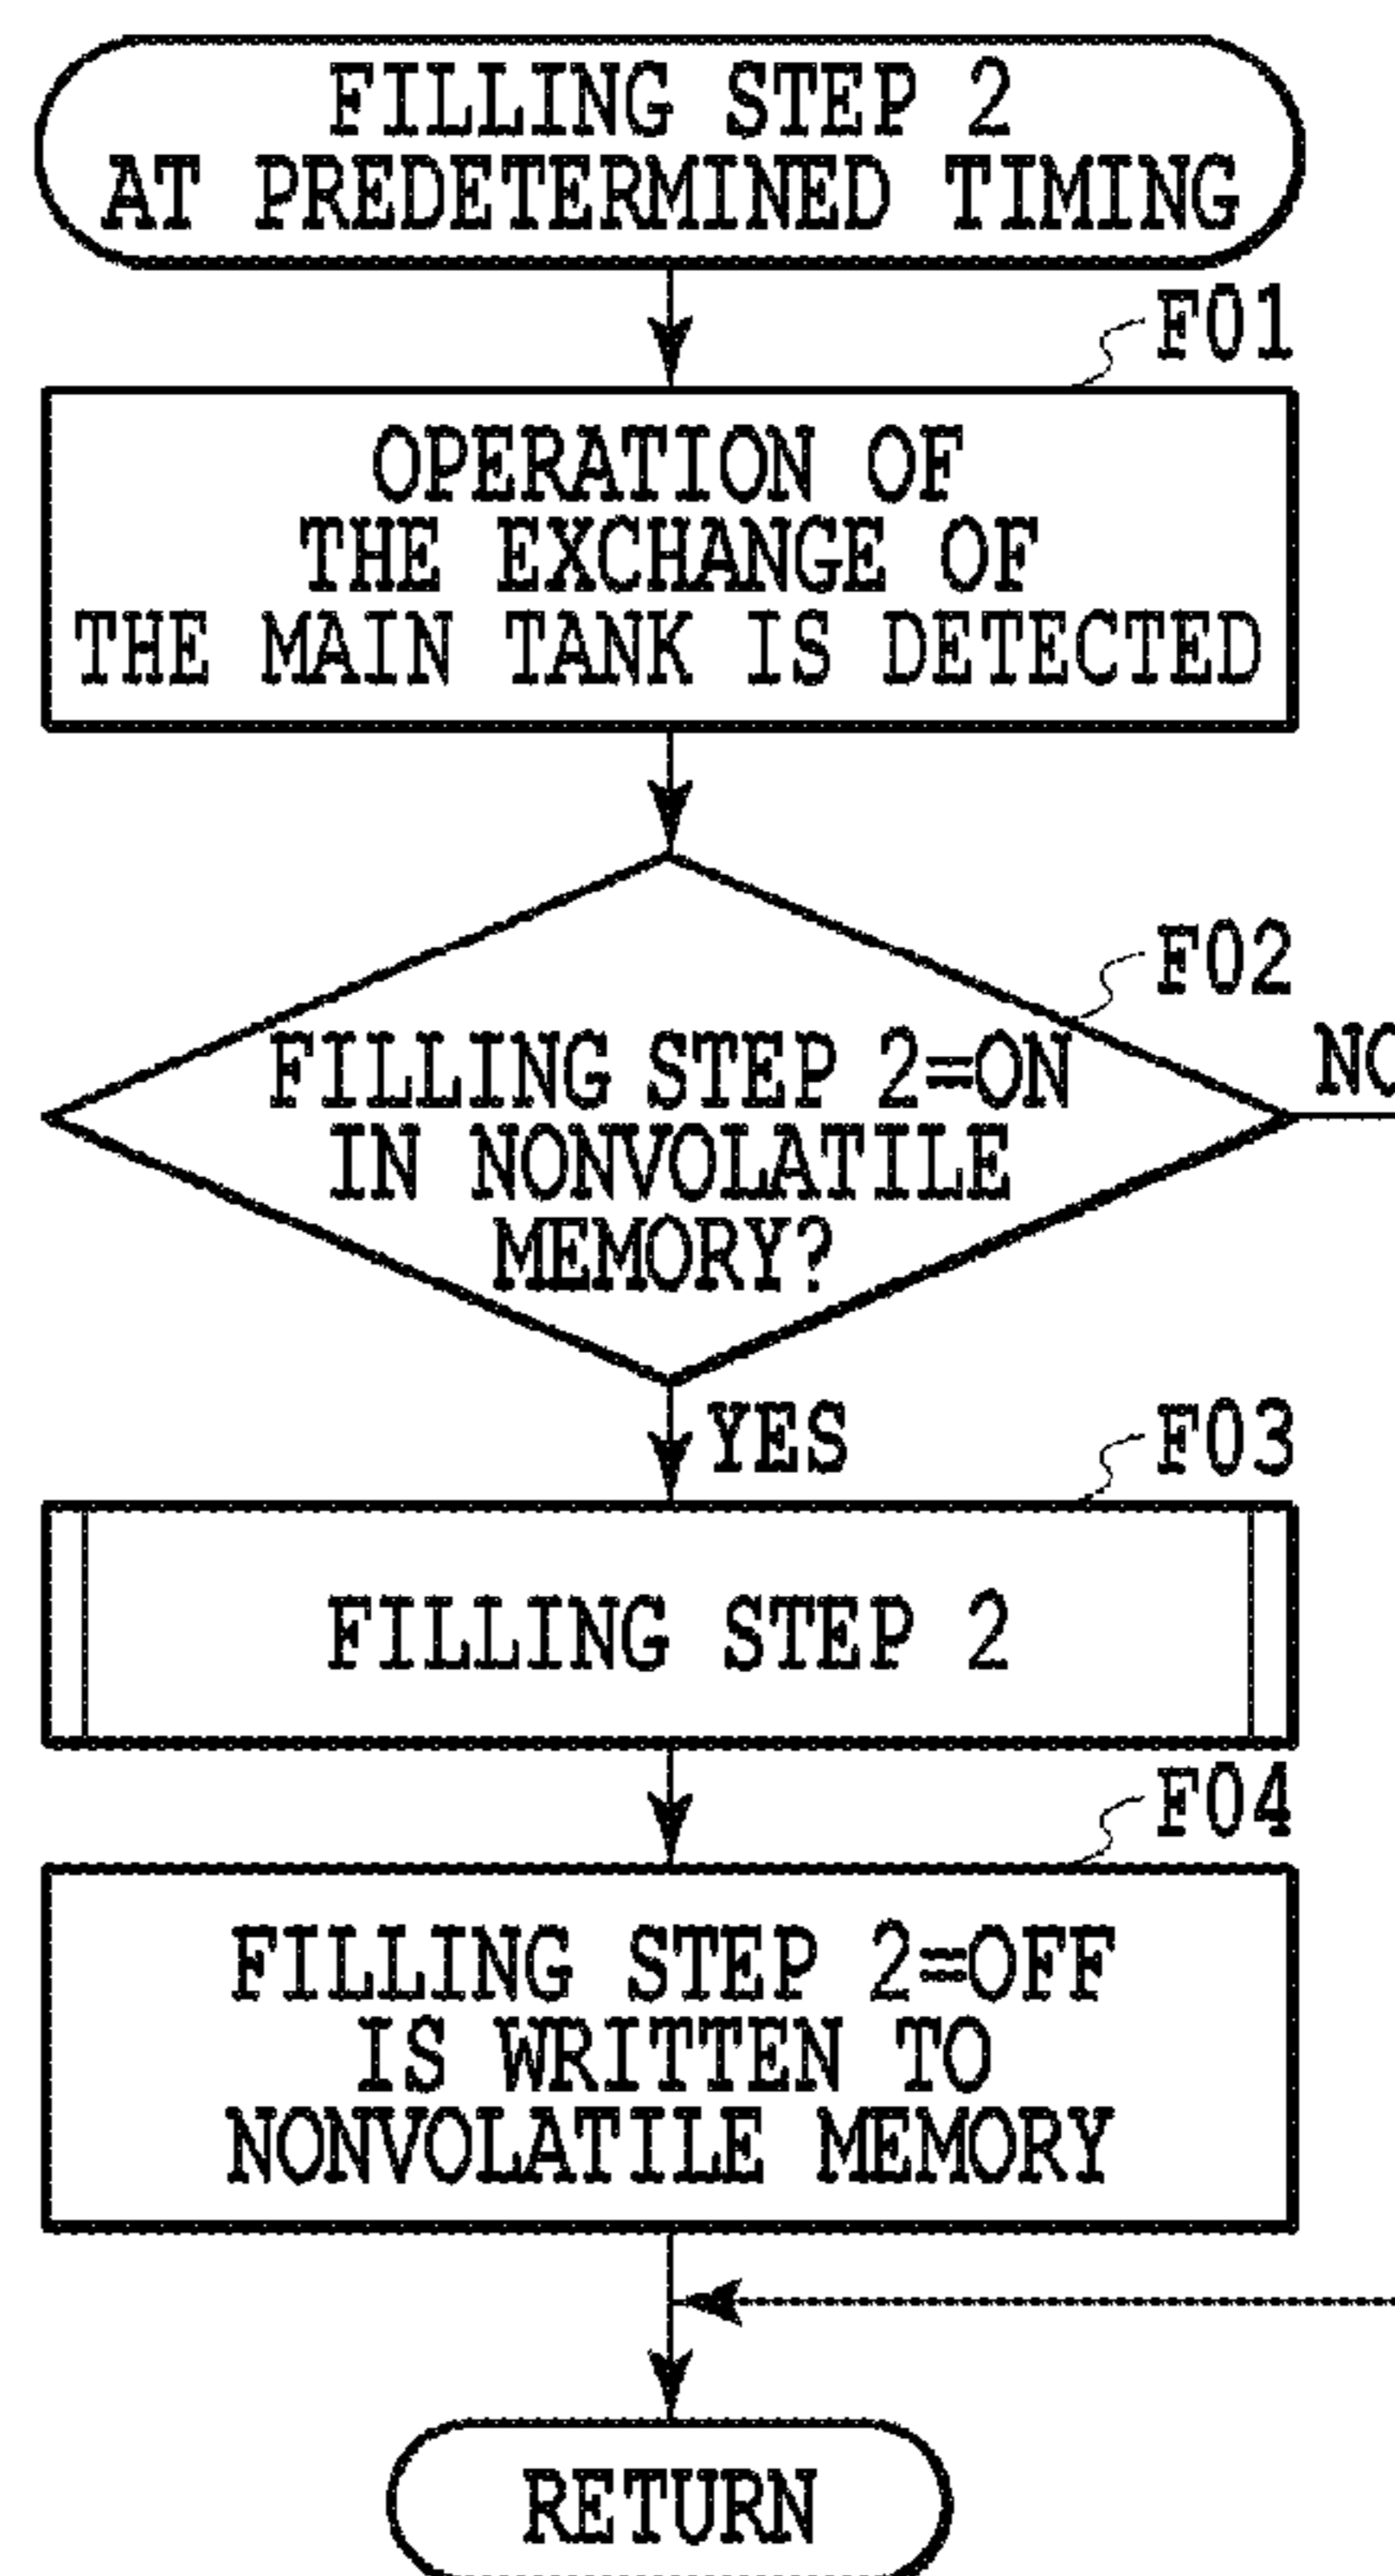 FILLING STEP 2
AT PREDETERMINED TIMING
F01
OPERATION OF
THE EXCHANGE OF
THE MAIN TANK IS DETECTED
F02
FILLING STEP 2=ON
IN NONVOLATILE
MEMORY?
NO
YES
F03
FILLING STEP 2
F04
FILLING STEP 2=OFF
IS WRITTEN TO
NONVOLATILE MEMORY
RETURN